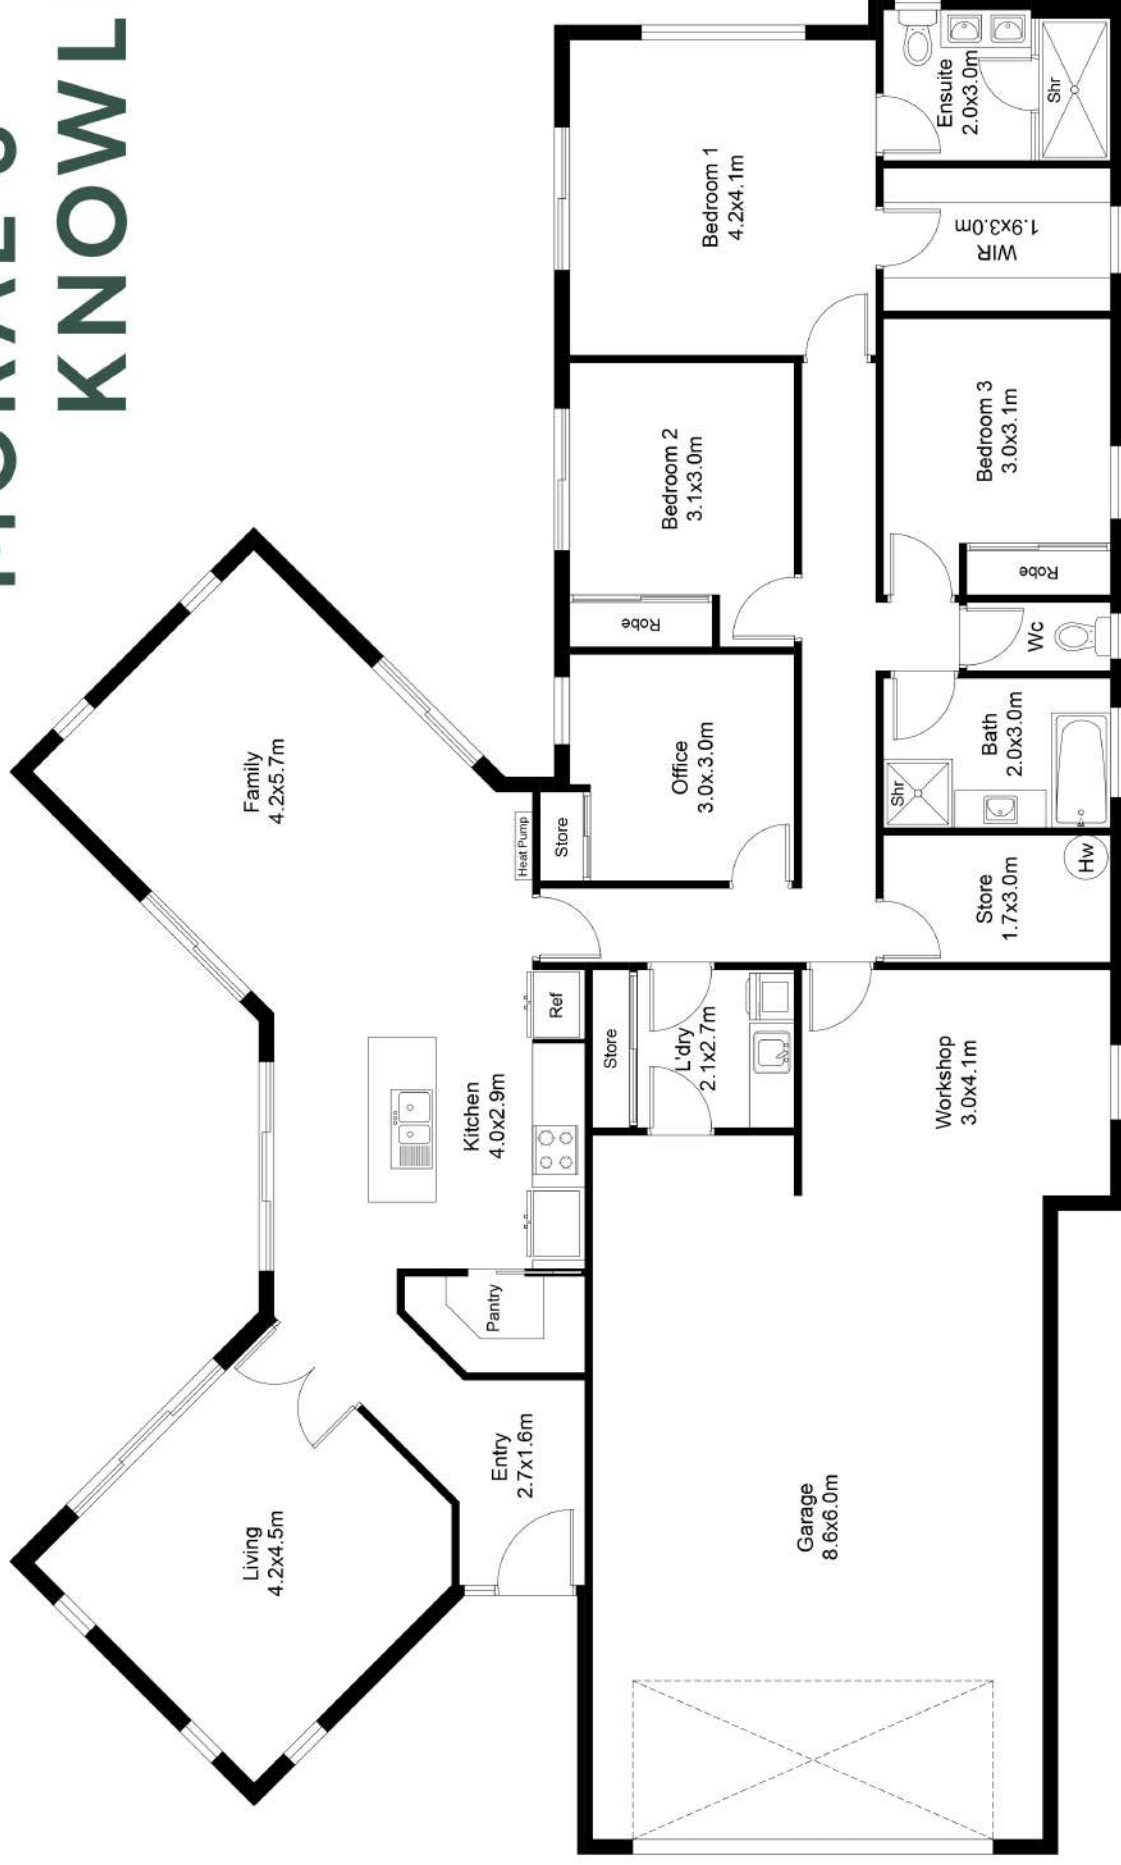 KNOWL
Ensuite
2.0x3.0m
Shr
Bedroom 1
4.2x4.1m
WIR
1.9x3.0m
Bedroom 2
3.1x3.0m
Bedroom 3
3.0x3.1m
Robe
Robe
Wc
Family
4.2x5.7m
Office
3.0x3.0m
Bath
2.0x3.0m
Shr
Heat Pump
Store
Store
1.7x3.0m
Hw
Ref
Store
L'dry
2.1x2.7m
Kitchen
4.0x2.9m
Workshop
3.0x4.1m
Pantry
Entry
2.7x1.6m
Living
4.2x4.5m
Garage
8.6x6.0m